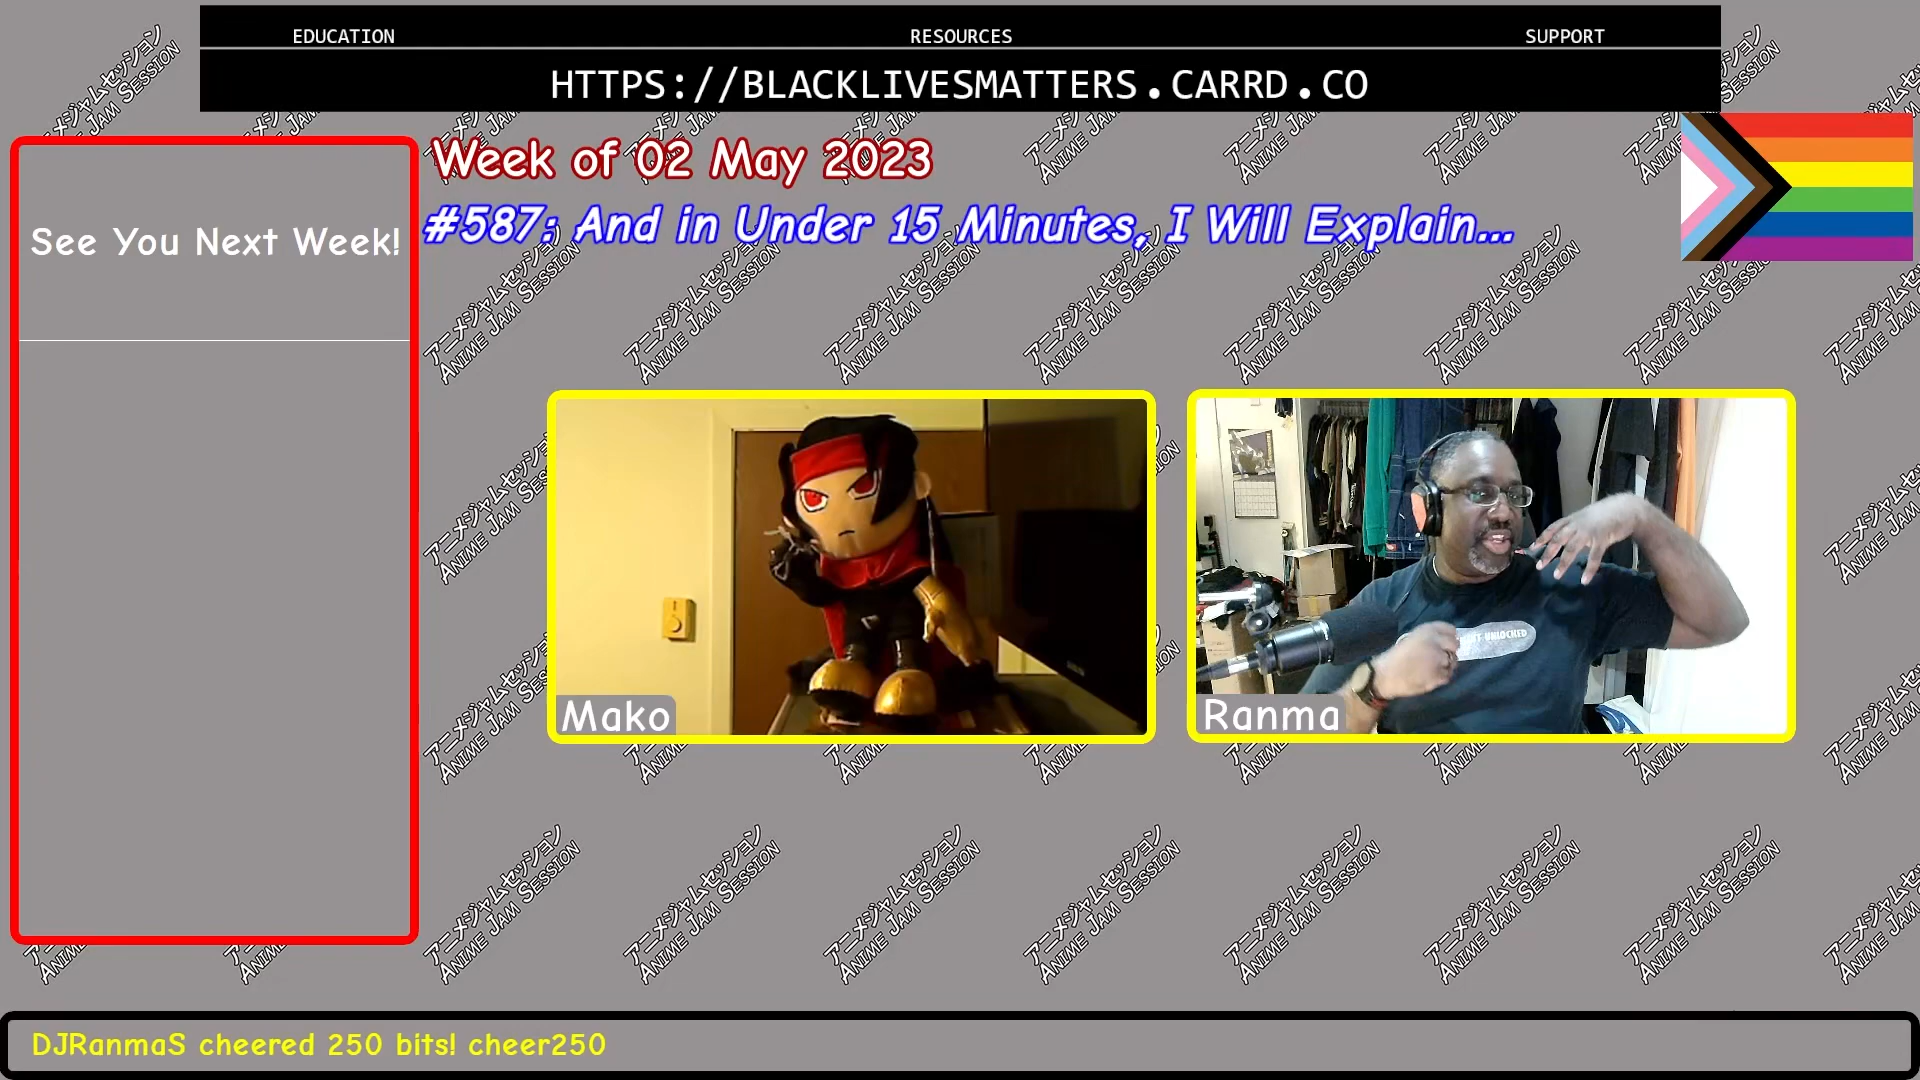 EDUCATION
RESOURCES
SUPPORT
HTTPS://BLACKLIVESMATTERS.CARRD.CO
Week of 02 May 2023
#587: And in Under 15 Minutes, I Will Explain...
See You Next Week!
アニメジャムセッション
ANIME JAM SESSION
UNLOCKED
Mako
Ranma
DJRanmaS cheered 250 bits! cheer250